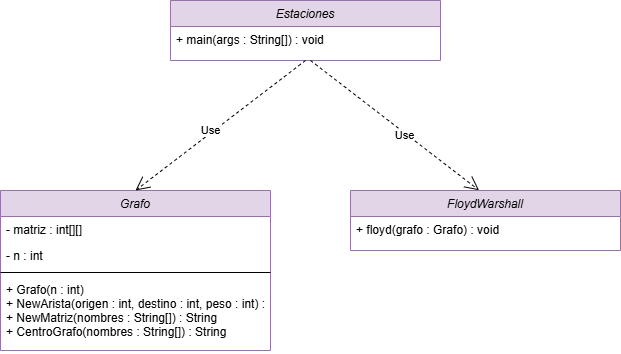 Estaciones
+ main(args : String[]) : void
Use
Use
Grafo
- matriz : int[][]
- n : int
+ Grafo(n : int)
+ NewArista(origen : int, destino : int, peso : int) :
+ NewMatriz(nombres : String[]) : String
+ CentroGrafo(nombres : String[]) : String
FloydWarshall
+ floyd(grafo : Grafo) : void